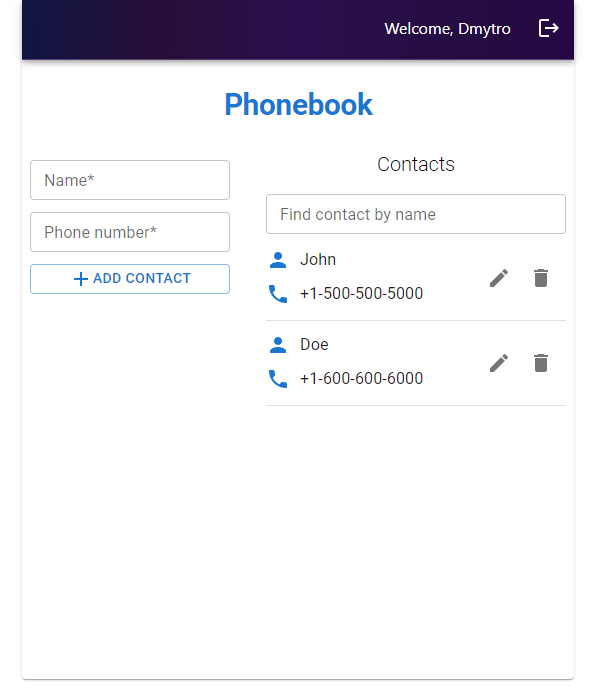 Welcome, Dmytro
Phonebook
Name*
Phone number*
ADD CONTACT
Contacts
Find contact by name
John
+1-500-500-5000
Doe
+1-600-600-6000